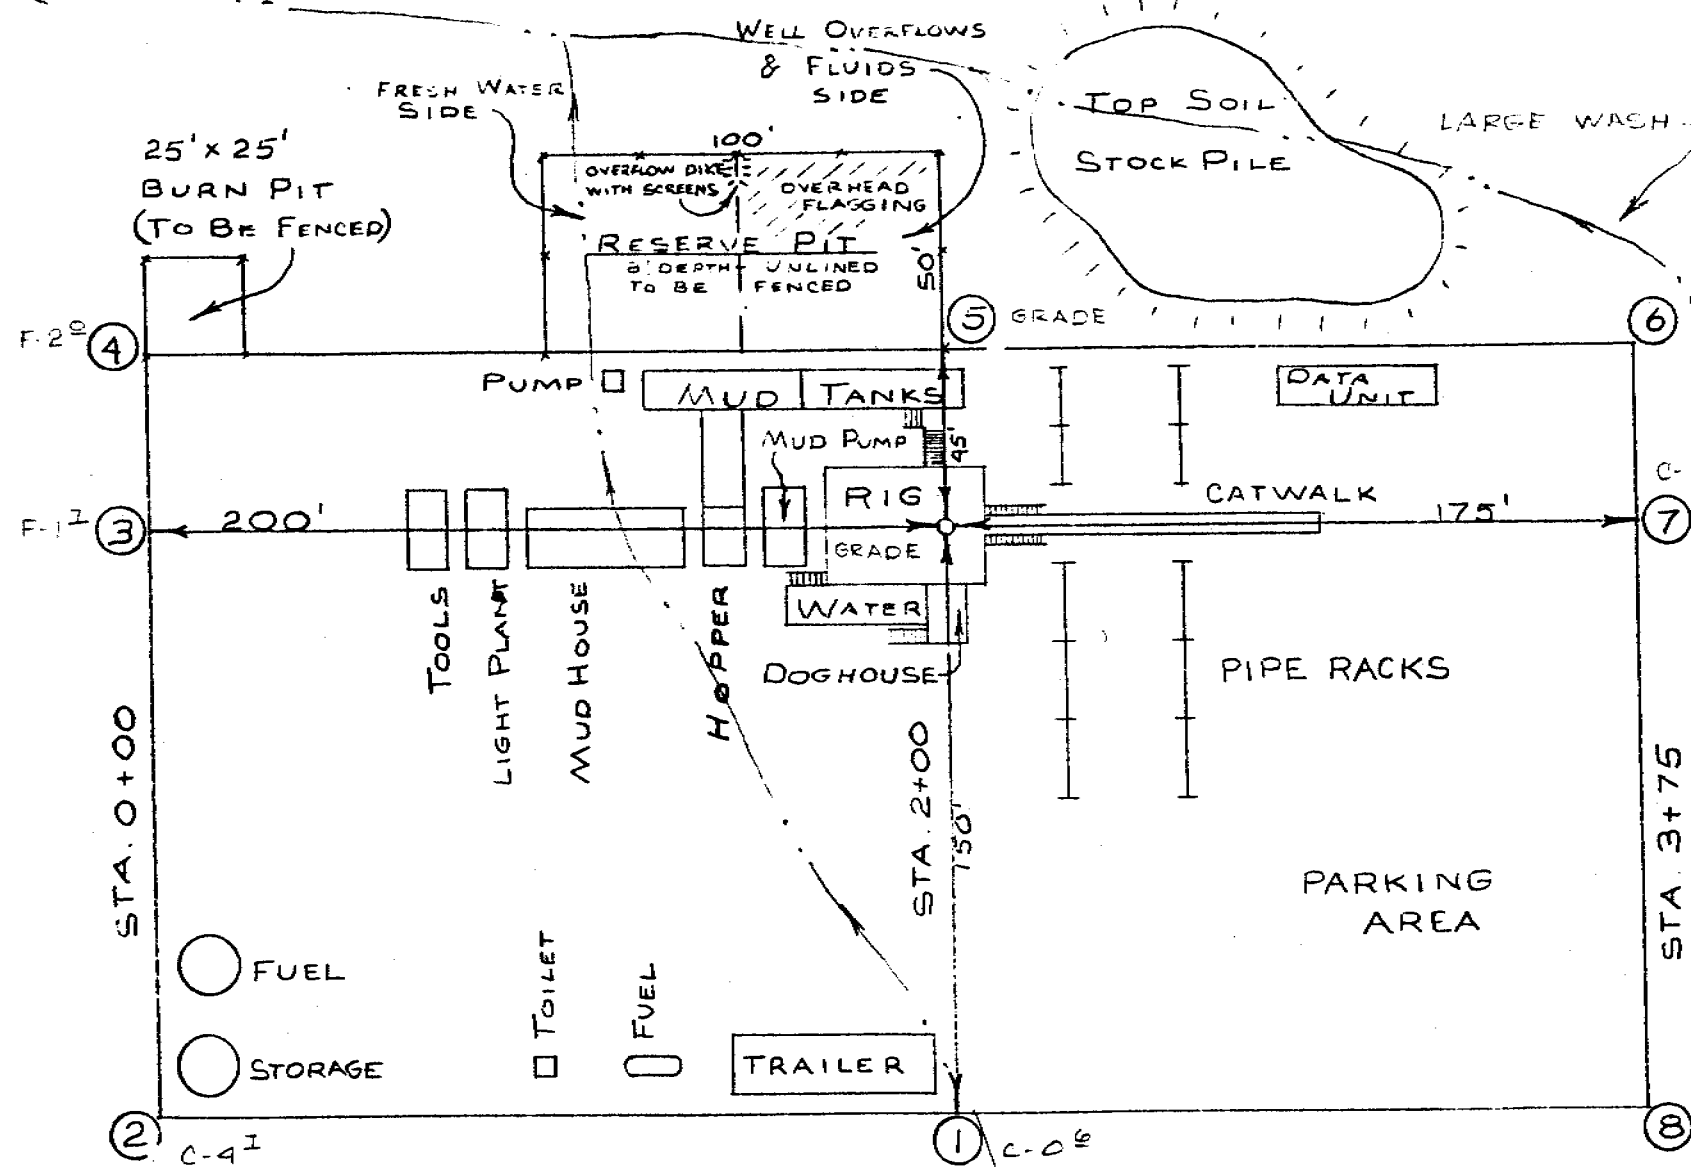 WELL OVERFLOWS
& FLUIDS
SIDE
FRESH WATER
SIDE
TOP SOIL
STOCK PILE
LARGE WASH
25' x 25'
BURN PIT
(TO BE FENCED)
100'
OVERFLOW DIKE
WITH SCREENS
OVERHEAD
FLAGGING
RESERVE PIT
8' DEPTH - UNLINED
TO BE FENCED
50'
F-2⁰
4
5
GRADE
6
PUMP
MUD TANKS
DATA
UNIT
MUD PUMP
45'
RIG
CATWALK
C-
F-1
3
200'
175'
7
GRADE
WATER
TOOLS
LIGHT PLANT
MUD HOUSE
HOPPER
DOGHOUSE
PIPE RACKS
STA. 0+00
STA. 2+00
150'
STA. 3+75
PARKING
AREA
FUEL
TOILET
FUEL
STORAGE
TRAILER
2
C-4
1
C-0⁶
8